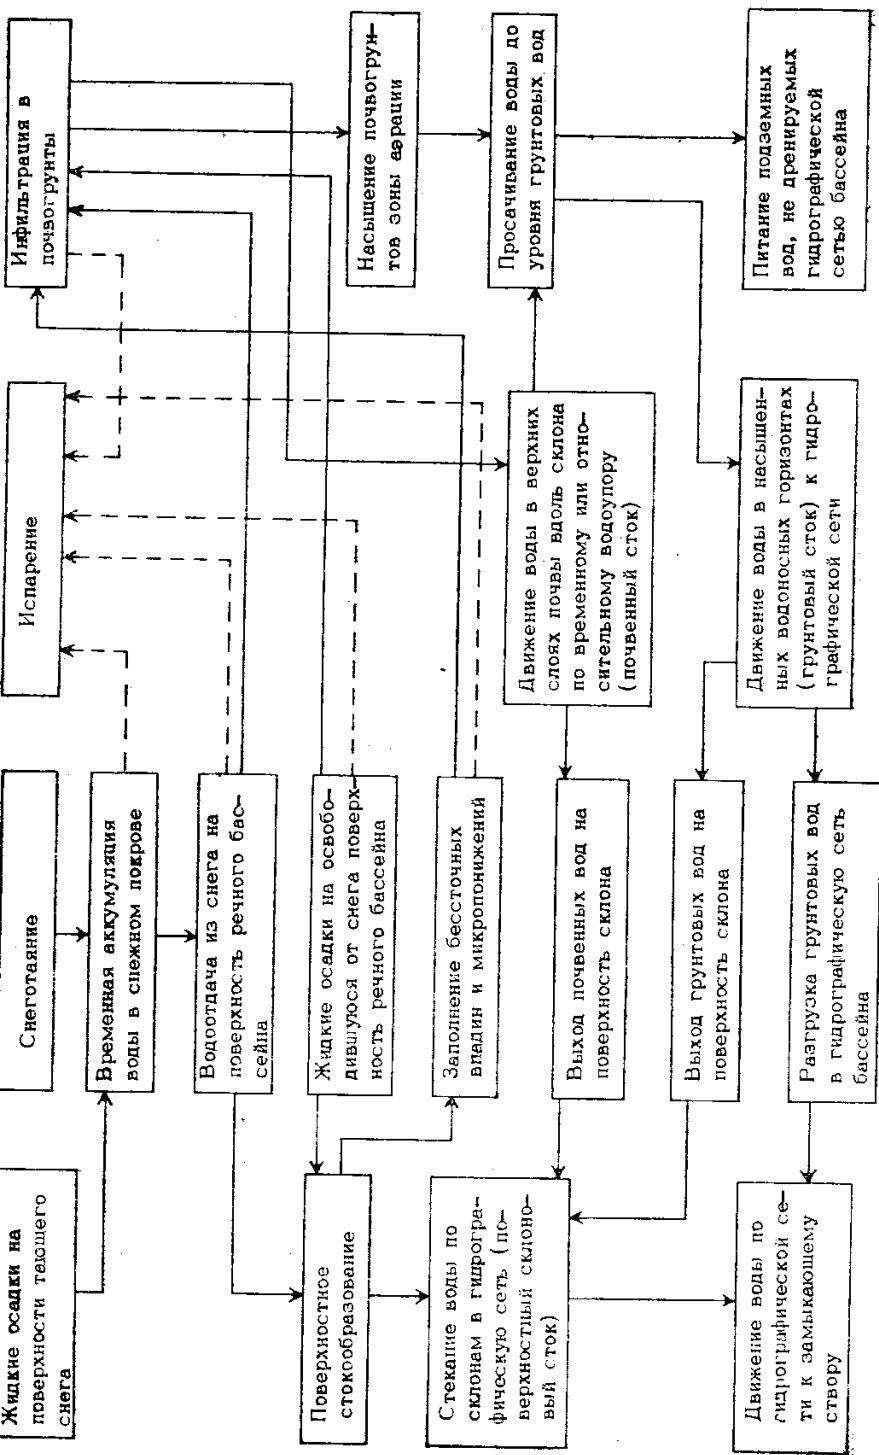 Жидкие осадки на
поверхности тающего
снега
Снеготаяние
Испарение
Инфильтрация в
почвогрунты
Временная аккумуляция
воды в снежном покрове
Водоотдача из снега на
поверхность речного бас–
сейна
Поверхностное
стокообразование
Жидкие осадки на освобо–
дившуюся от снега поверх–
ность речного бассейна
Насыщение почвогрун–
тов зоны аэрации
Стекание воды по
склонам в гидрогра–
фическую сеть (по–
верхностный склоно–
вый сток)
Заполнение бессточных
впадин и микропонижений
Движение воды в верхних
слоях почвы вдоль склона
по временному или отно–
сительному водоупору
(почвенный сток)
Просачивание воды до
уровня грунтовых вод
Выход почвенных вод на
поверхность склона
Выход грунтовых вод на
поверхность склона
Движение воды по
гидрографической се–
ти к замыкающему
створу
Разгрузка грунтовых вод
в гидрографическую сеть
бассейна
Движение воды в насыщен–
ных водоносных горизонтах
(грунтовый сток) к гидро–
графической сети
Питание подземных
вод, не дренируемых
гидрографической
сетью бассейна